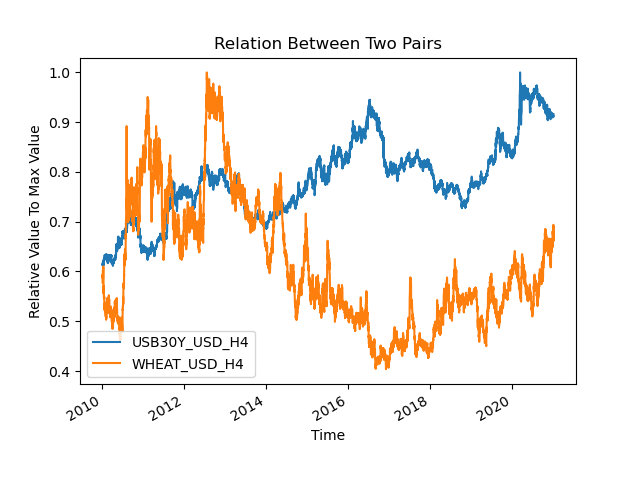 Relation Between Two Pairs
Relative Value To Max Value
1.0
0.9
0.8
0.7
0.6
0.5
0.4
USB30Y_USD_H4
WHEAT_USD_H4
2010
2012
2014
2016
2018
2020
Time